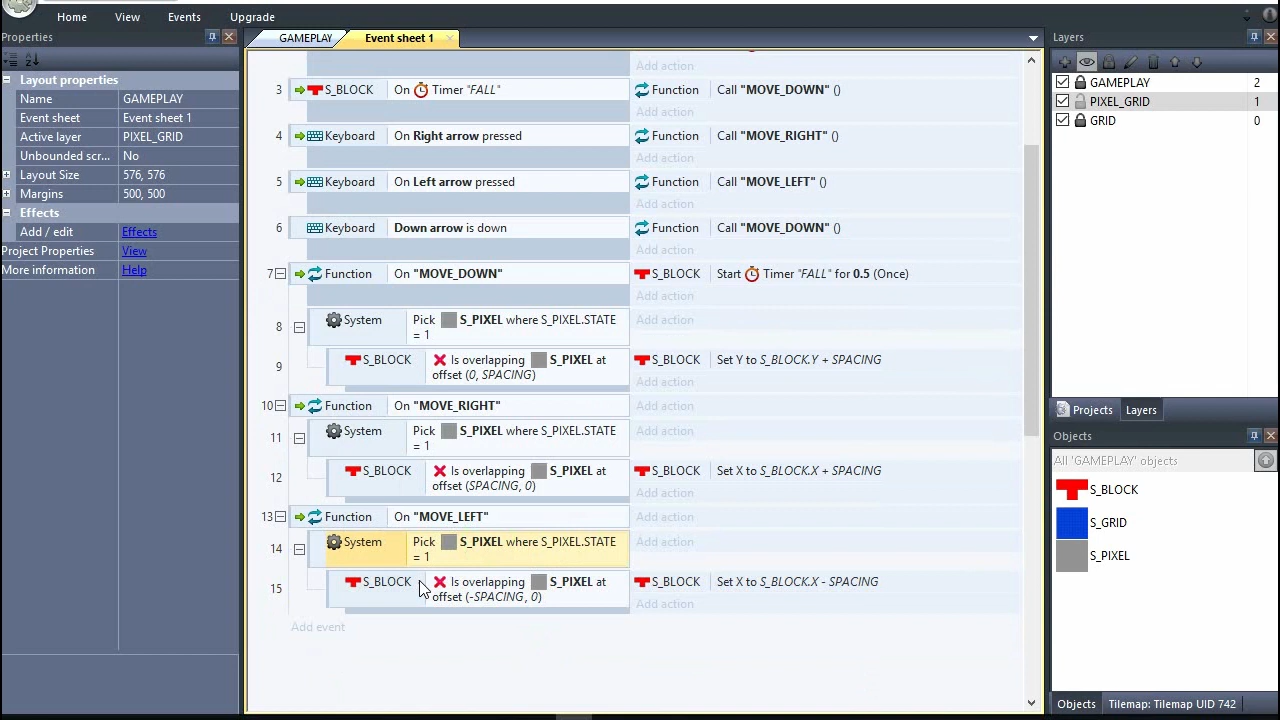 Home View Events Upgrade
Properties
GAMEPLAY Event sheet 1
Layout properties
Name GAMEPLAY
Event sheet Event sheet 1
Active layer PIXEL_GRID
Unbounded scr... No
Layout Size 576, 576
Margins 500, 500
Effects
Add / edit Effects
Project Properties View
More information Help
Add action
3 S_BLOCK On Timer "FALL" Function Call "MOVE_DOWN" ()
Add action
4 Keyboard On Right arrow pressed Function Call "MOVE_RIGHT" ()
Add action
5 Keyboard On Left arrow pressed Function Call "MOVE_LEFT" ()
Add action
6 Keyboard Down arrow is down Function Call "MOVE_DOWN" ()
Add action
7 Function On "MOVE_DOWN" S_BLOCK Start Timer "FALL" for 0.5 (Once)
Add action
8 System Pick S_PIXEL where S_PIXEL.STATE Add action
= 1
9 S_BLOCK Is overlapping S_PIXEL at S_BLOCK Set Y to S_BLOCK.Y + SPACING
offset (0, SPACING) Add action
10 Function On "MOVE_RIGHT" Add action
11 System Pick S_PIXEL where S_PIXEL.STATE Add action
= 1
12 S_BLOCK Is overlapping S_PIXEL at S_BLOCK Set X to S_BLOCK.X + SPACING
offset (SPACING, 0) Add action
13 Function On "MOVE_LEFT" Add action
14 System Pick S_PIXEL where S_PIXEL.STATE Add action
= 1
15 S_BLOCK Is overlapping S_PIXEL at S_BLOCK Set X to S_BLOCK.X - SPACING
offset (-SPACING, 0) Add action
Add event
Layers
GAMEPLAY 2
PIXEL_GRID 1
GRID 0
Projects Layers
Objects
All 'GAMEPLAY' objects
S_BLOCK
S_GRID
S_PIXEL
Objects Tilemap: Tilemap UID 742